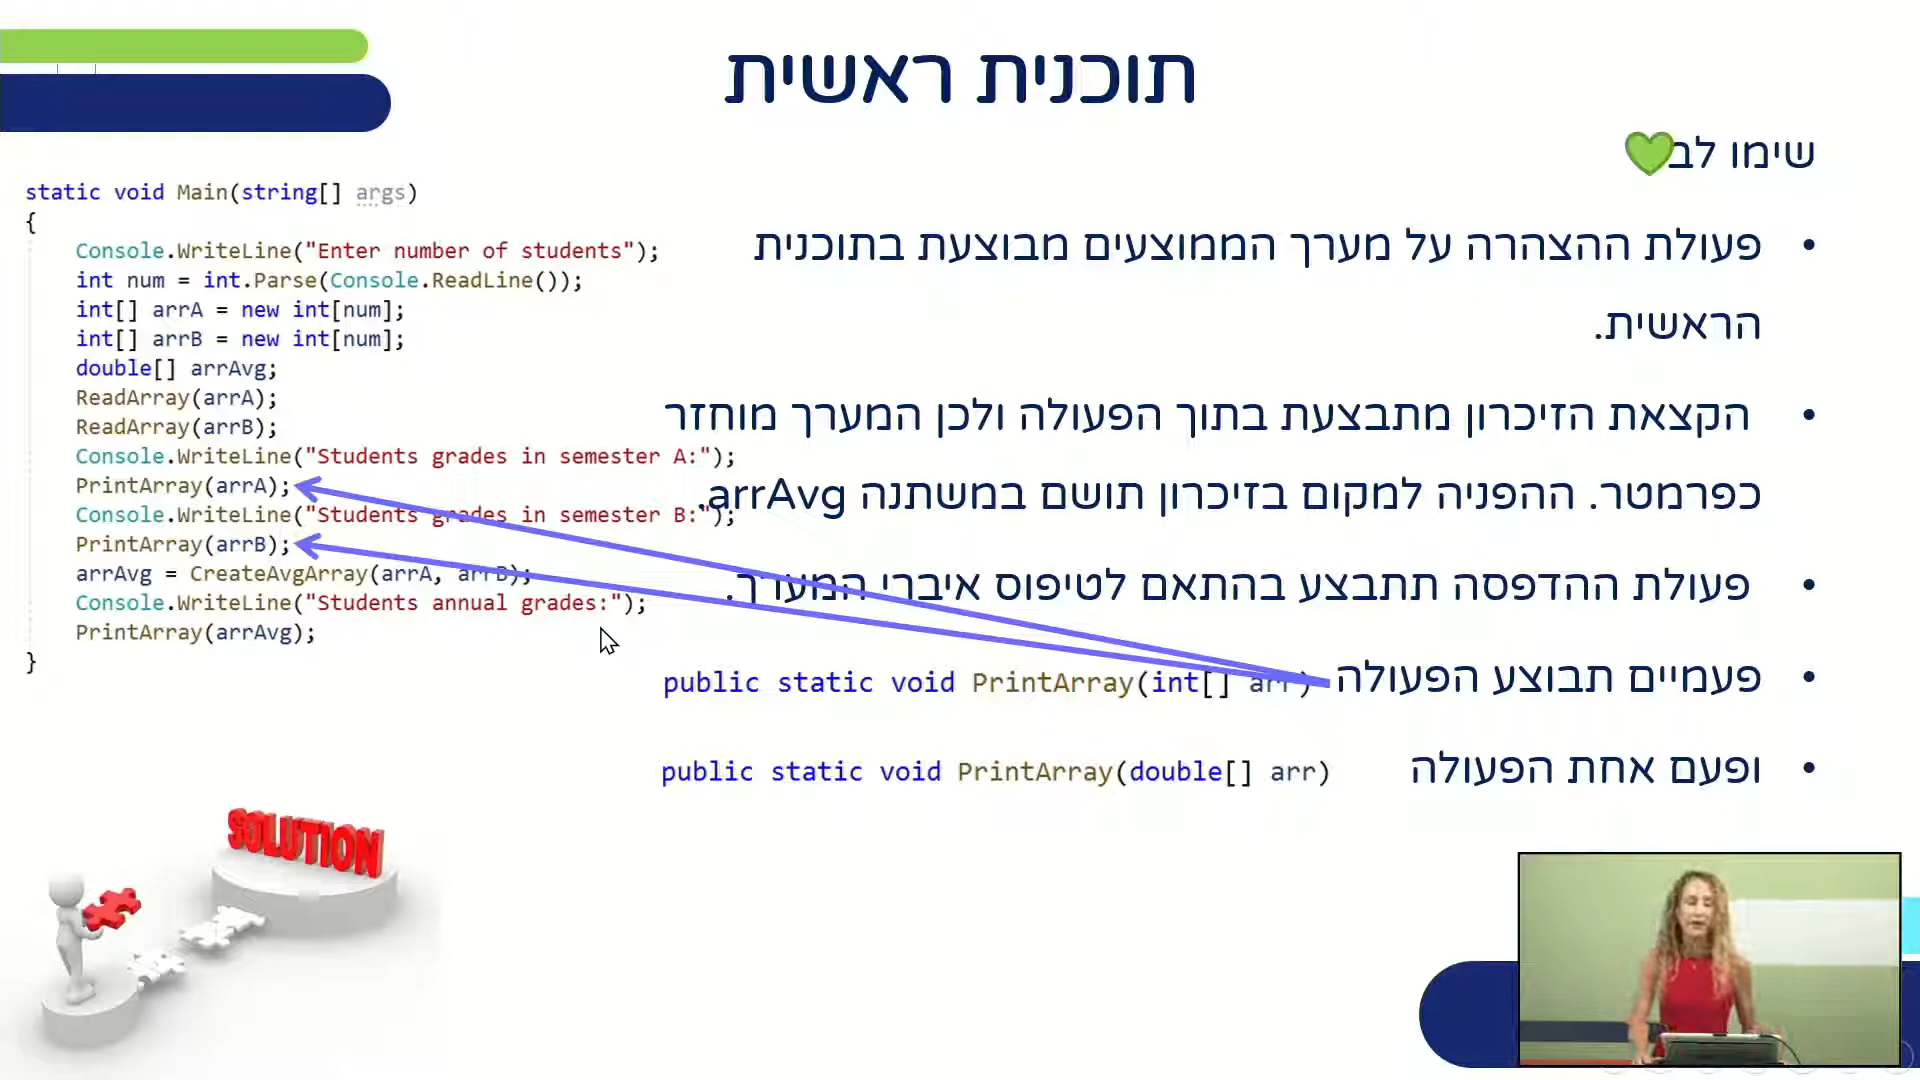 תוכנית ראשית
שימו לב
static void Main(string[] args)
{
Console.WriteLine("Enter number of students");
int num = int.Parse(Console.ReadLine());
int[] arrA = new int[num];
int[] arrB = new int[num];
double[] arrAvg;
ReadArray(arrA);
ReadArray(arrB);
Console.WriteLine("Students grades in semester A:");
PrintArray(arrA);
Console.WriteLine("Students grades in semester B:");
PrintArray(arrB);
arrAvg = CreateAvgArray(arrA, arrB);
Console.WriteLine("Students annual grades:");
PrintArray(arrAvg);
}
• פעולת ההצהרה על מערך הממוצעים מבוצעת בתוכנית
הראשית.
• הקצאת הזיכרון מתבצעת בתוך הפעולה ולכן המערך מוחזר
כפרמטר. ההפניה למקום בזיכרון תושם במשתנה arrAvg.
• פעולת ההדפסה תתבצע בהתאם לטיפוס איברי המערך.
• פעמיים תבוצע הפעולה public static void PrintArray(int[] arr)
• ופעם אחת הפעולה public static void PrintArray(double[] arr)
SOLUTION